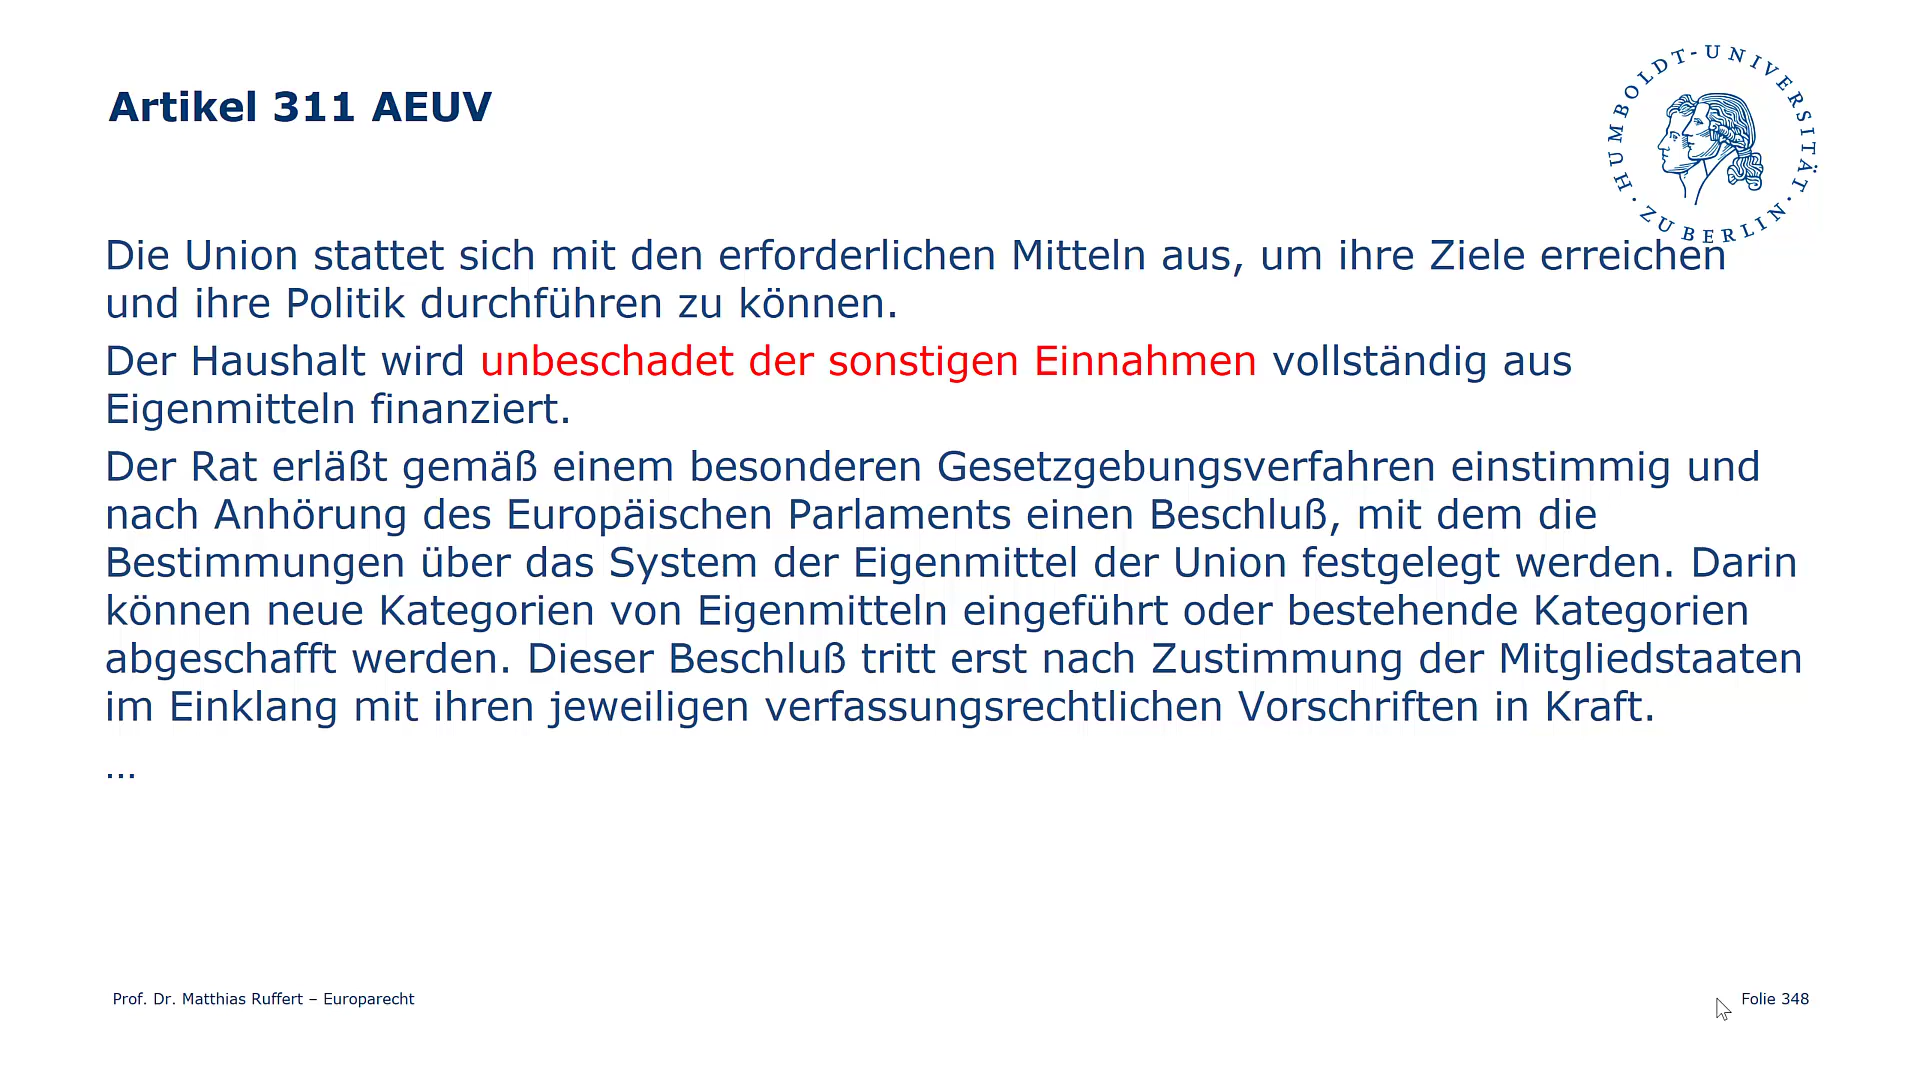 Artikel 311 AEUV
HUMBOLDT-UNIVERSITÄT · ZU BERLIN ·
Die Union stattet sich mit den erforderlichen Mitteln aus, um ihre Ziele erreichen
und ihre Politik durchführen zu können.
Der Haushalt wird unbeschadet der sonstigen Einnahmen vollständig aus
Eigenmitteln finanziert.
Der Rat erläßt gemäß einem besonderen Gesetzgebungsverfahren einstimmig und
nach Anhörung des Europäischen Parlaments einen Beschluß, mit dem die
Bestimmungen über das System der Eigenmittel der Union festgelegt werden. Darin
können neue Kategorien von Eigenmitteln eingeführt oder bestehende Kategorien
abgeschafft werden. Dieser Beschluß tritt erst nach Zustimmung der Mitgliedstaaten
im Einklang mit ihren jeweiligen verfassungsrechtlichen Vorschriften in Kraft.
…
Prof. Dr. Matthias Ruffert – Europarecht
Folie 348